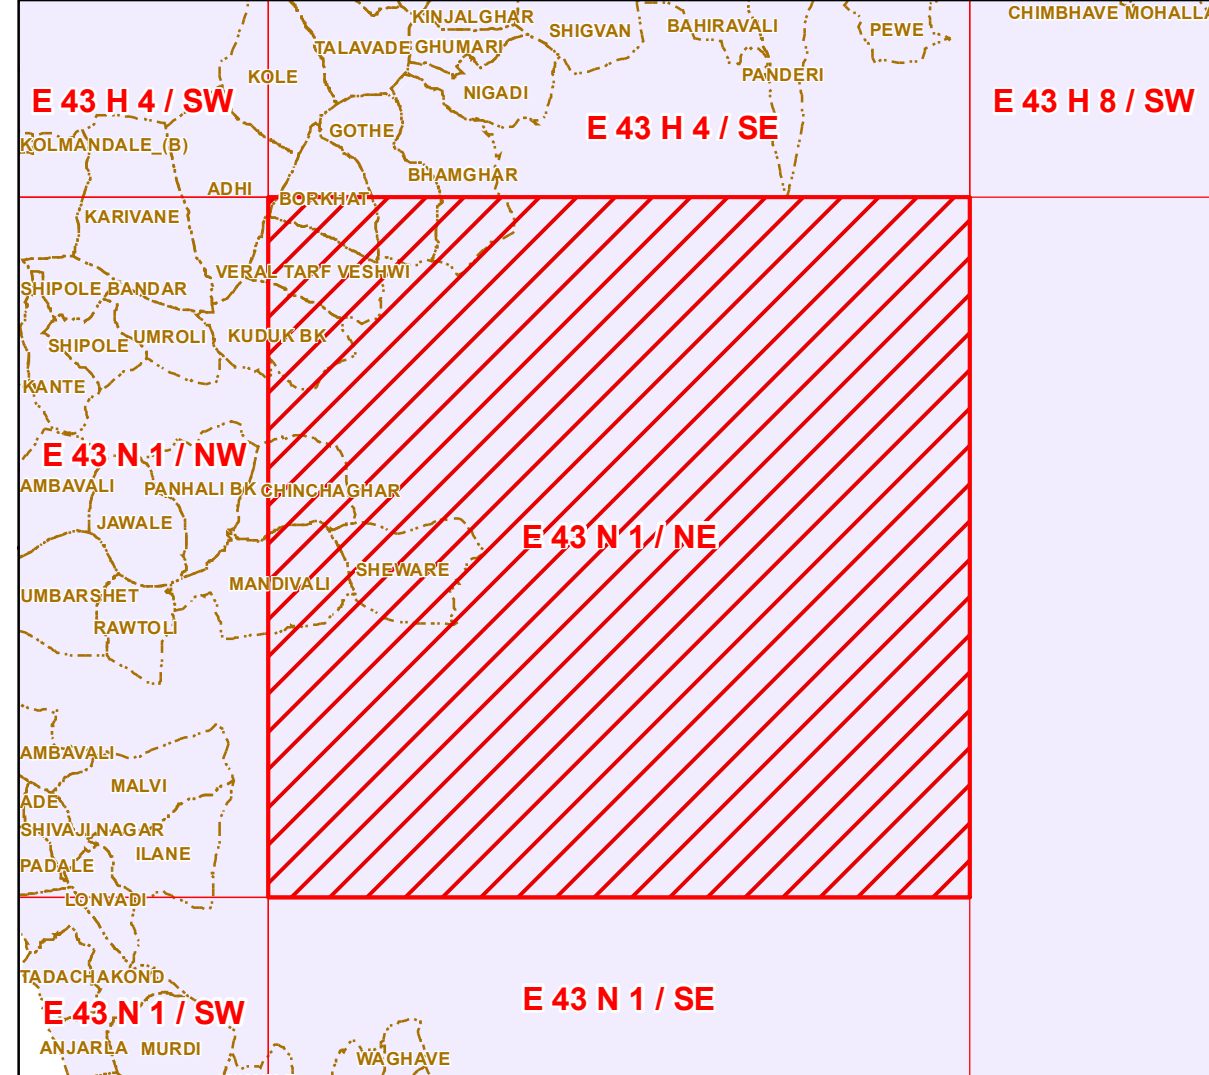 KINJALGHAR
CHIMBHAVE MOHALLA
SHIGVAN
BAHIRAVALI
PEWE
TALAVADE
GHUMARI
KOLE
PANDERI
NIGADI
E 43 H 4 / SW
E 43 H 8 / SW
E 43 H 4 / SE
GOTHE
KOLMANDALE_(B)
BHAMGHAR
ADHI
BORKHAT
KARIVANE
VERAL TARF VESHWI
SHIPOLE BANDAR
UMROLI
KUDUK BK
SHIPOLE
KANTE
E 43 N 1 / NW
AMBAVALI
PANHALI BK
CHINCHAGHAR
JAWALE
E 43 N 1 / NE
SHEWARE
MANDIVALI
UMBARSHET
RAWTOLI
AMBAVALI
MALVI
ADE
SHIVAJI NAGAR
ILANE
PADALE
LONVADI
TADACHAKOND
E 43 N 1 / SE
E 43 N 1 / SW
ANJARLA
MURDI
WAGHAVE